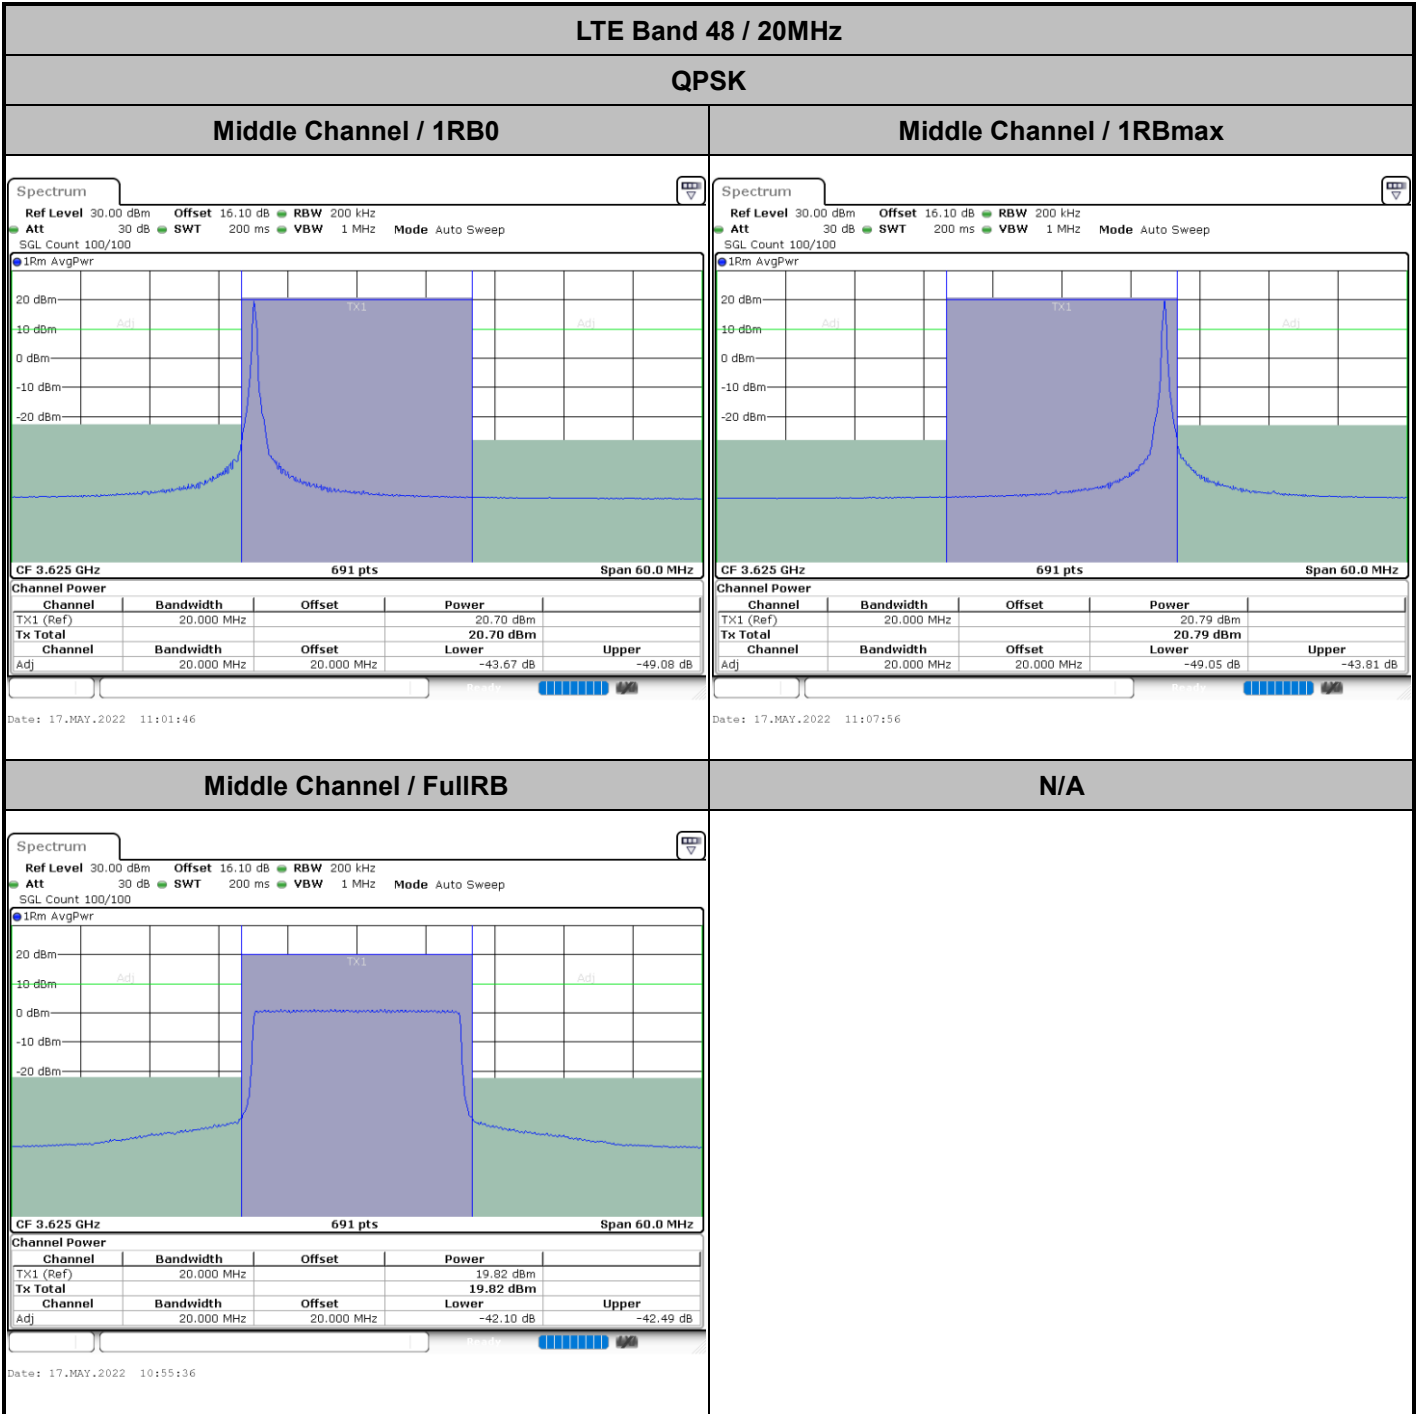 LTE Band 48 / 20MHz
QPSK
Middle Channel / 1RB0
Middle Channel / 1RBmax
Spectrum
Ref Level 30.00 dBm Offset 16.10 dB RBW 200 kHz
Att 30 dB SWT 200 ms VBW 1 MHz Mode Auto Sweep
SGL Count 100/100
1Rm AvgPwr
20 dBm
10 dBm
0 dBm
-10 dBm
-20 dBm
Adj
TX1
Adj
CF 3.625 GHz 691 pts Span 60.0 MHz
Channel Power
Channel Bandwidth Offset Power
TX1 (Ref) 20.000 MHz 20.70 dBm
Tx Total 20.70 dBm
Channel Bandwidth Offset Lower Upper
Adj 20.000 MHz 20.000 MHz -43.67 dB -49.08 dB
Ready
Date: 17.MAY.2022 11:01:46
Spectrum
Ref Level 30.00 dBm Offset 16.10 dB RBW 200 kHz
Att 30 dB SWT 200 ms VBW 1 MHz Mode Auto Sweep
SGL Count 100/100
1Rm AvgPwr
20 dBm
10 dBm
0 dBm
-10 dBm
-20 dBm
Adj
TX1
Adj
CF 3.625 GHz 691 pts Span 60.0 MHz
Channel Power
Channel Bandwidth Offset Power
TX1 (Ref) 20.000 MHz 20.79 dBm
Tx Total 20.79 dBm
Channel Bandwidth Offset Lower Upper
Adj 20.000 MHz 20.000 MHz -49.05 dB -43.81 dB
Ready
Date: 17.MAY.2022 11:07:56
Middle Channel / FullRB
N/A
Spectrum
Ref Level 30.00 dBm Offset 16.10 dB RBW 200 kHz
Att 30 dB SWT 200 ms VBW 1 MHz Mode Auto Sweep
SGL Count 100/100
1Rm AvgPwr
20 dBm
10 dBm
0 dBm
-10 dBm
-20 dBm
Adj
TX1
Adj
CF 3.625 GHz 691 pts Span 60.0 MHz
Channel Power
Channel Bandwidth Offset Power
TX1 (Ref) 20.000 MHz 19.82 dBm
Tx Total 19.82 dBm
Channel Bandwidth Offset Lower Upper
Adj 20.000 MHz 20.000 MHz -42.10 dB -42.49 dB
Ready
Date: 17.MAY.2022 10:55:36